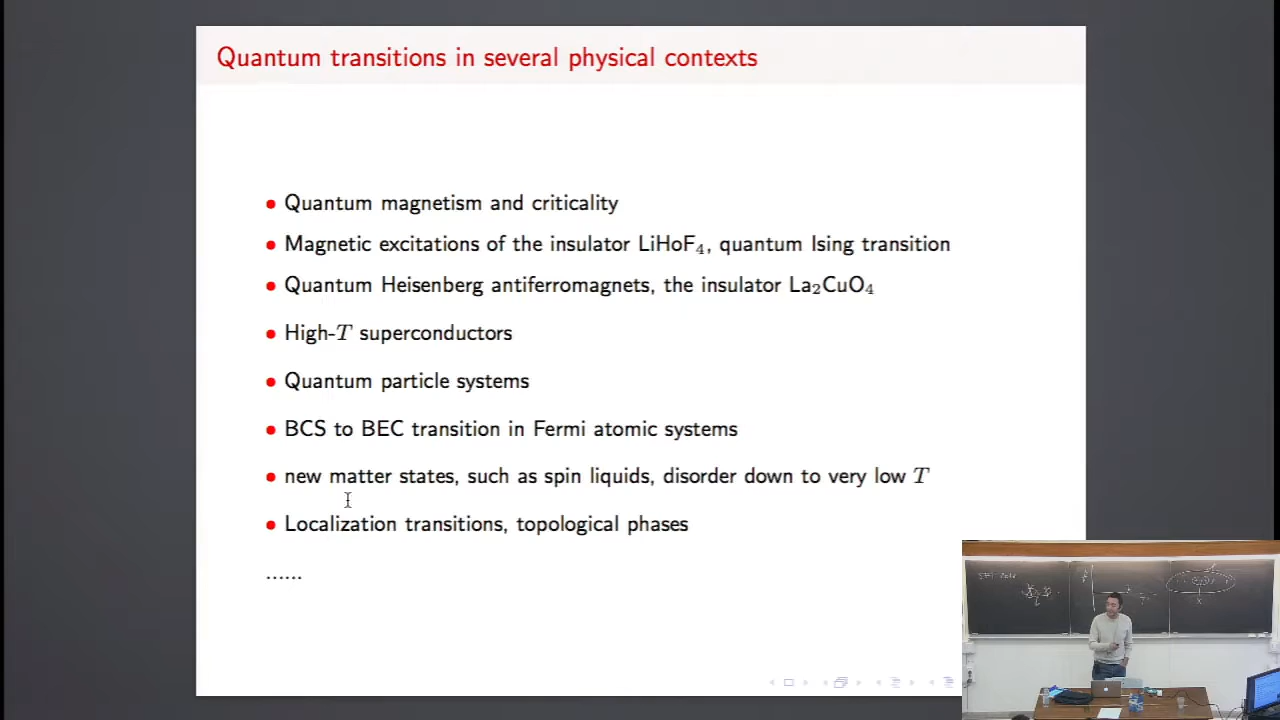 Quantum transitions in several physical contexts
• Quantum magnetism and criticality
• Magnetic excitations of the insulator LiHoF₄, quantum Ising transition
• Quantum Heisenberg antiferromagnets, the insulator La₂CuO₄
• High-T superconductors
• Quantum particle systems
• BCS to BEC transition in Fermi atomic systems
• new matter states, such as spin liquids, disorder down to very low T
• Localization transitions, topological phases
......